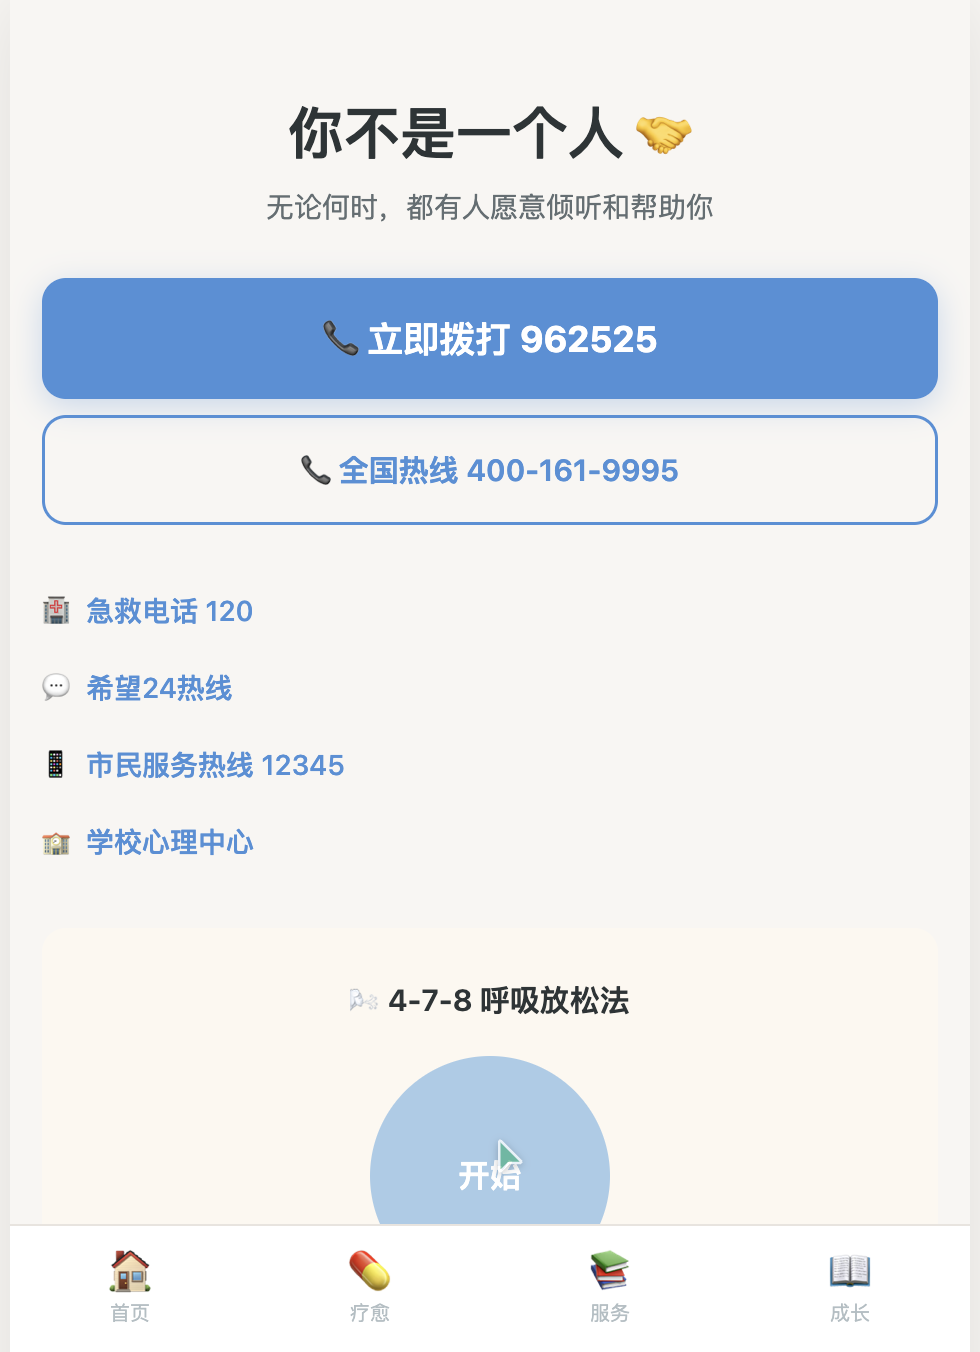 你不是一个人
无论何时，都有人愿意倾听和帮助你
立即拨打 962525
全国热线 400-161-9995
急救电话 120
希望24热线
市民服务热线 12345
学校心理中心
4-7-8 呼吸放松法
开始
首页
疗愈
服务
成长